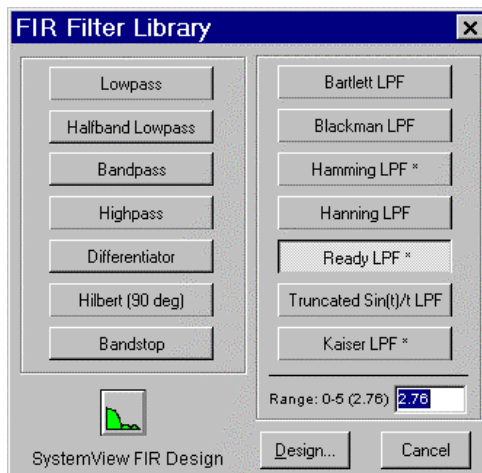 FIR Filter Library
Lowpass
Halfband Lowpass
Bandpass
Highpass
Differentiator
Hilbert (90 deg)
Bandstop
SystemView FIR Design
Bartlett LPF
Blackman LPF
Hamming LPF *
Hanning LPF
Ready LPF *
Truncated Sin(t)/t LPF
Kaiser LPF *
Range: 0-5 (2.76) 2.76
Design... Cancel